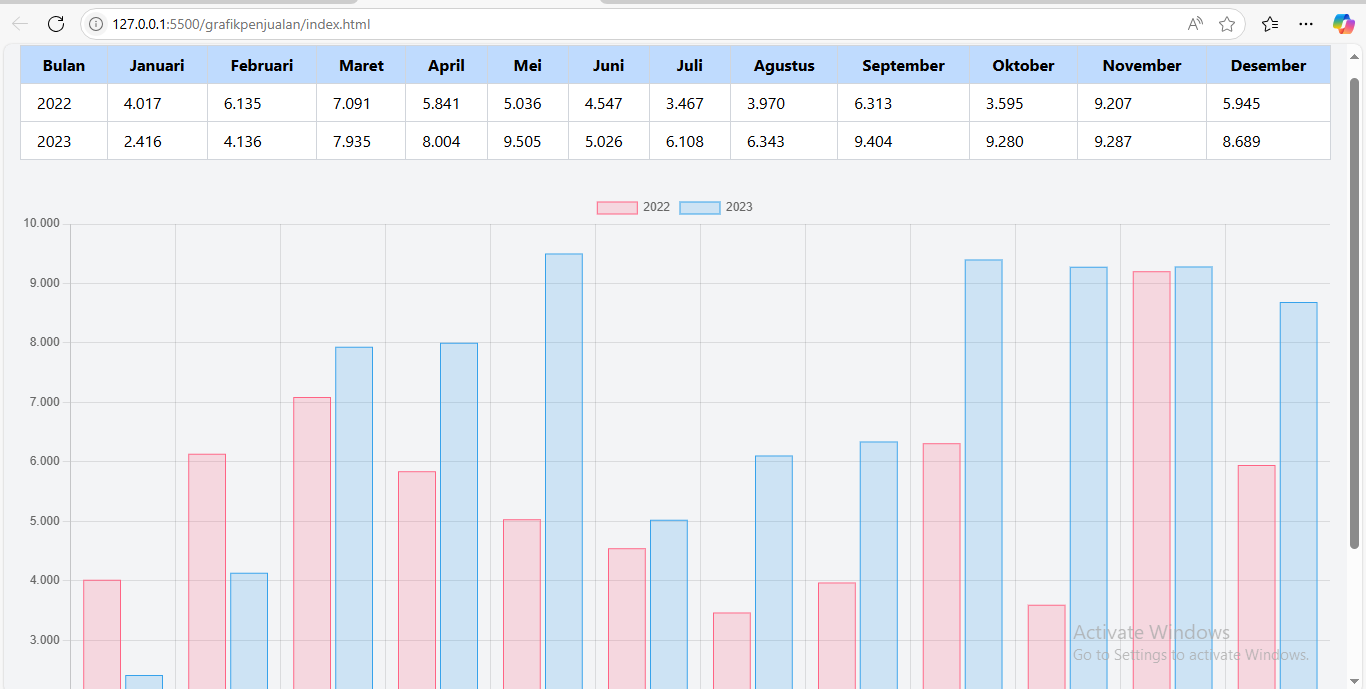 127.0.0.1:5500/grafikpenjualan/index.html
Bulan Januari Februari Maret April Mei Juni Juli Agustus September Oktober November Desember
2022 4.017 6.135 7.091 5.841 5.036 4.547 3.467 3.970 6.313 3.595 9.207 5.945
2023 2.416 4.136 7.935 8.004 9.505 5.026 6.108 6.343 9.404 9.280 9.287 8.689
2022 2023
10.000
9.000
8.000
7.000
6.000
5.000
4.000
3.000
Activate Windows
Go to Settings to activate Windows.